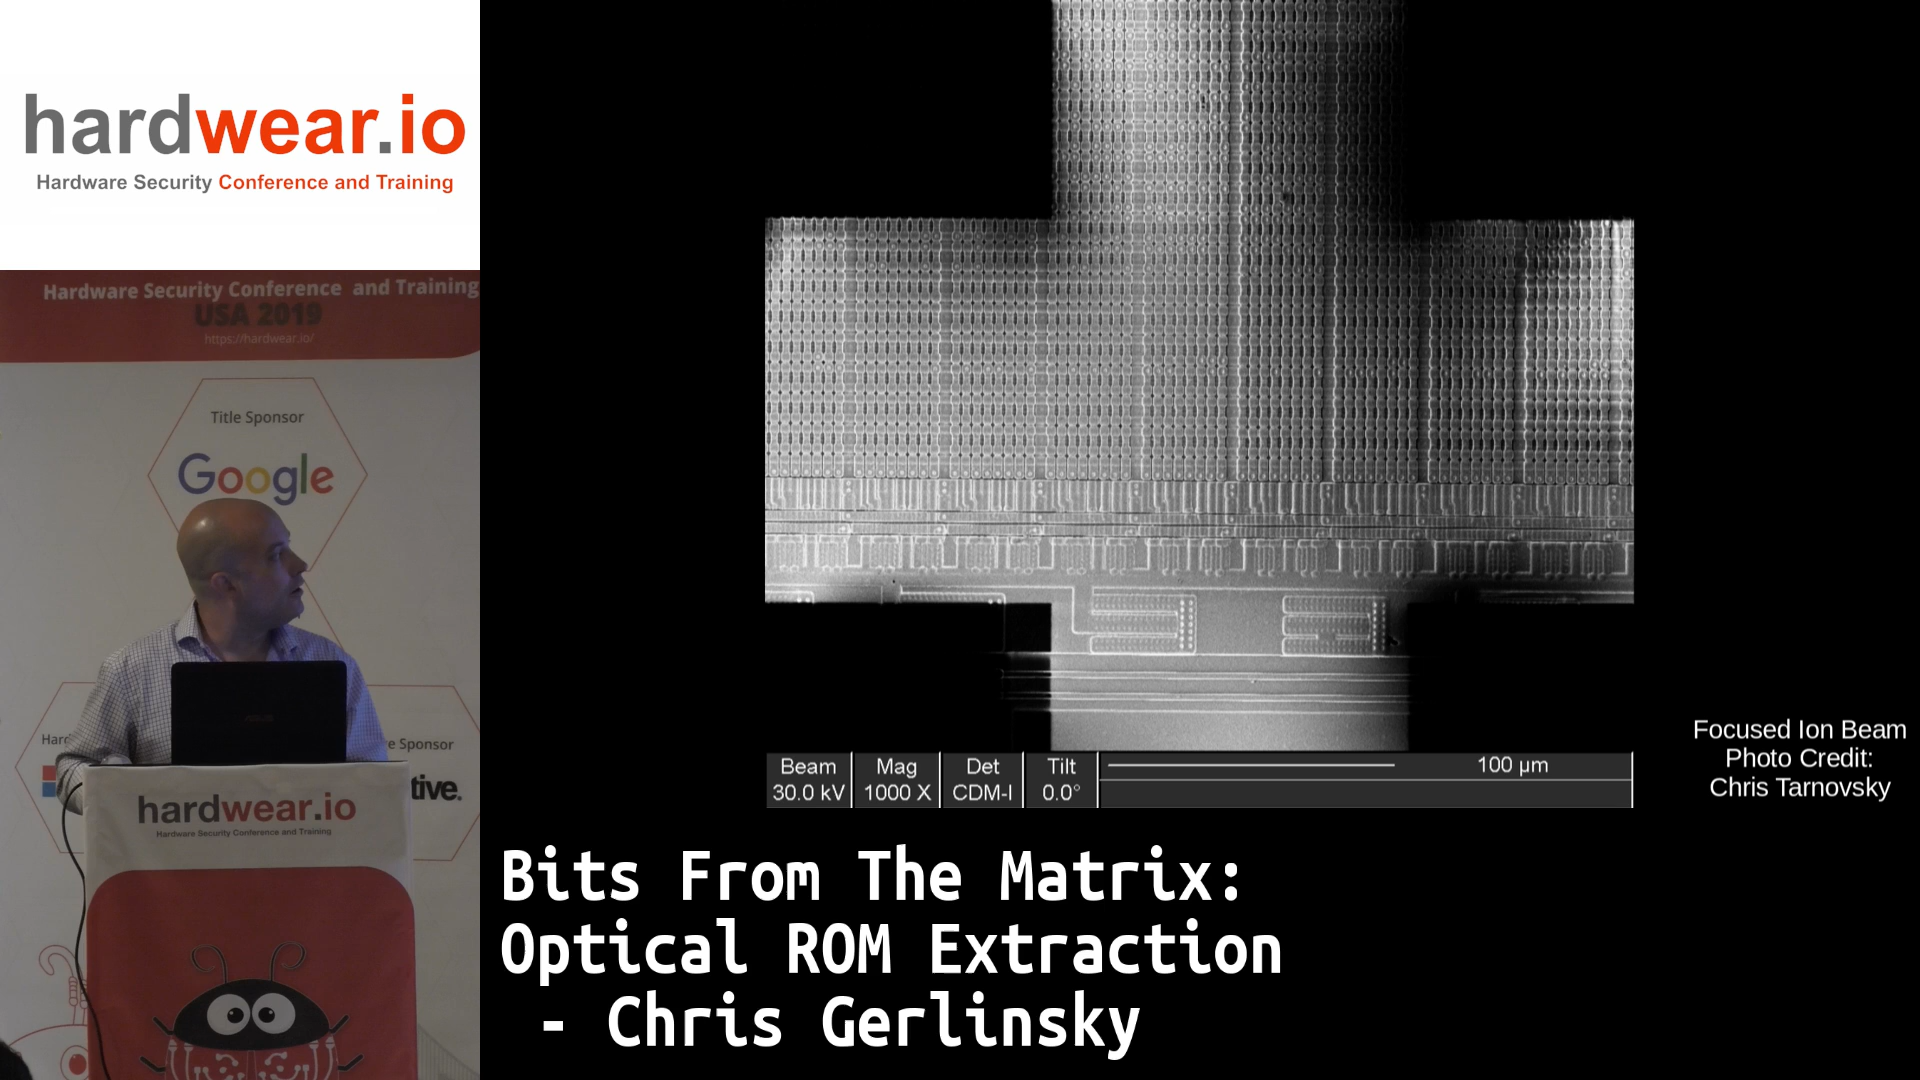 hardwear.io
Hardware Security Conference and Training
Hardware Security Conference and Training
USA 2019
https://hardwear.io/
Title Sponsor
Google
Sponsor
hardwear.io
Hardware Security Conference and Training
Beam
30.0 kV
Mag
1000 X
Det
CDM-I
Tilt
0.0°
100 µm
Focused Ion Beam
Photo Credit:
Chris Tarnovsky
Bits From The Matrix:
Optical ROM Extraction
- Chris Gerlinsky